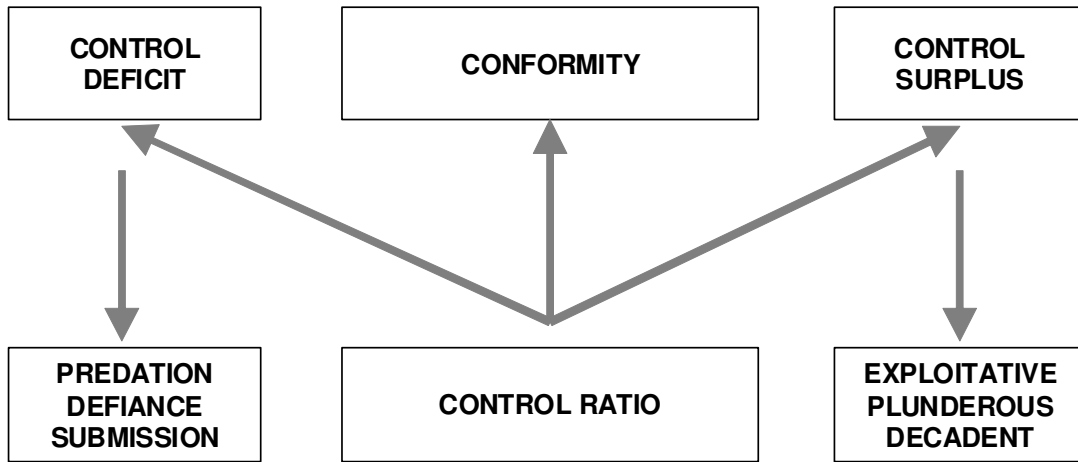 CONTROL
DEFICIT
CONFORMITY
CONTROL
SURPLUS
PREDATION
DEFIANCE
SUBMISSION
CONTROL RATIO
EXPLOITATIVE
PLUNDEROUS
DECADENT